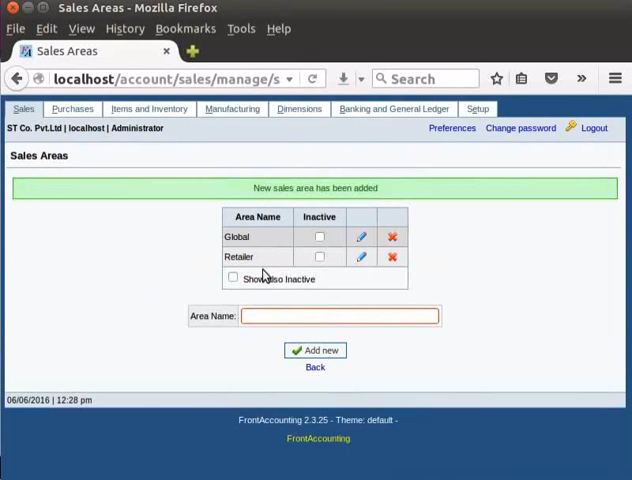 Sales Areas - Mozilla Firefox
File Edit View History Bookmarks Tools Help
Sales Areas
localhost/account/sales/manage/s
Search
Sales Purchases Items and Inventory Manufacturing Dimensions Banking and General Ledger Setup
ST Co. Pvt.Ltd | localhost | Administrator Preferences Change password Logout
Sales Areas
New sales area has been added
Area Name Inactive
Global
Retailer
Show also Inactive
Area Name:
Add new
Back
06/06/2016 | 12:28 pm
FrontAccounting 2.3.25 - Theme: default -
FrontAccounting